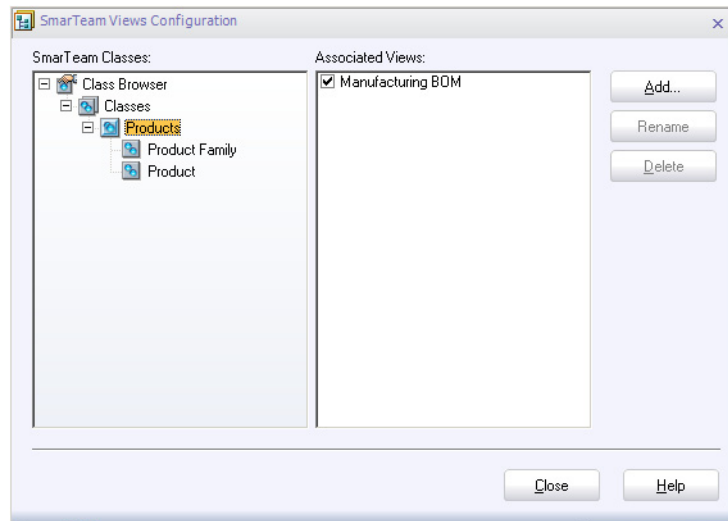 SmarTeam Views Configuration
SmarTeam Classes:
Associated Views:
Class Browser
Classes
Products
Product Family
Product
Manufacturing BOM
Add...
Rename
Delete
Close
Help